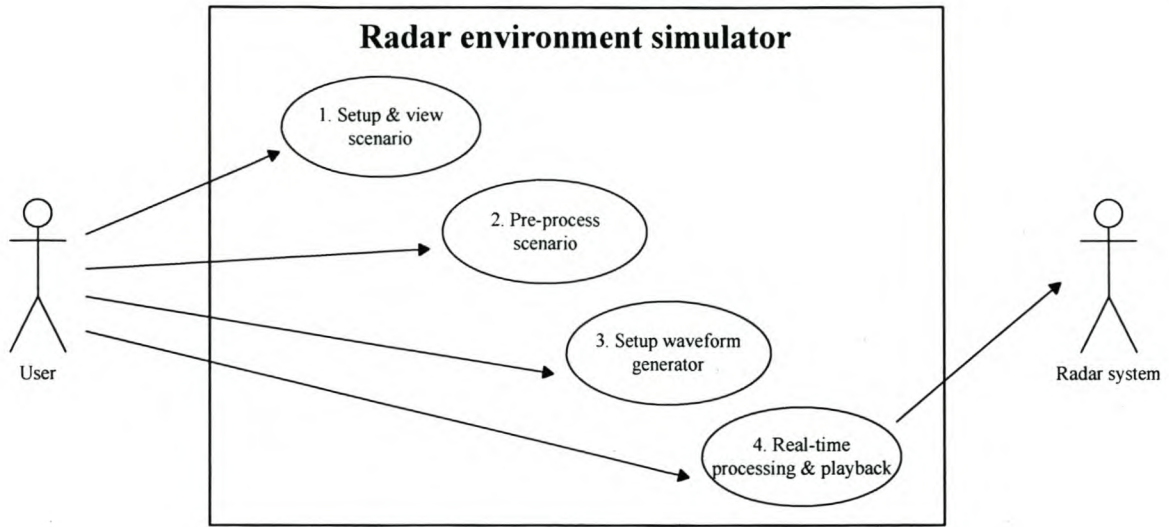 Radar environment simulator
1. Setup & view
scenario
2. Pre-process
scenario
3. Setup waveform
generator
4. Real-time
processing & playback
User
Radar system